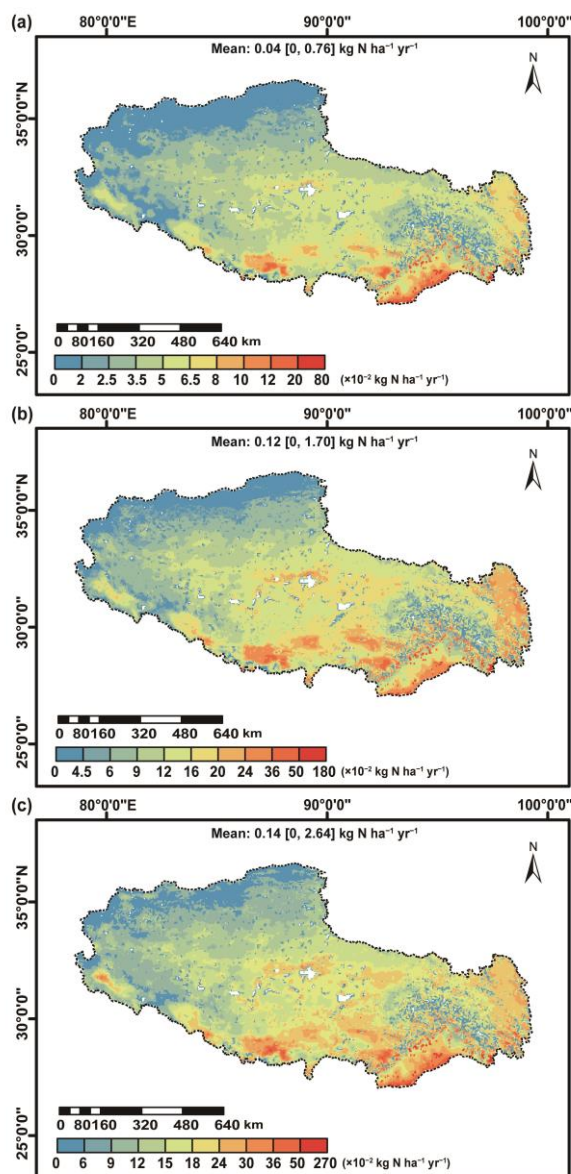 (a)
80°0'0"E 90°0'0" 100°0'0"
Mean: 0.04 [0, 0.76] kg N ha⁻¹ yr⁻¹
N
35°0'0"N
30°0'0"
25°0'0"
0 80 160 320 480 640 km
0 2 2.5 3.5 5 6.5 8 10 12 20 80 (×10⁻² kg N ha⁻¹ yr⁻¹)
(b)
80°0'0"E 90°0'0" 100°0'0"
Mean: 0.12 [0, 1.70] kg N ha⁻¹ yr⁻¹
N
35°0'0"N
30°0'0"
25°0'0"
0 80 160 320 480 640 km
0 4.5 6 9 12 16 20 24 36 50 180 (×10⁻² kg N ha⁻¹ yr⁻¹)
(c)
80°0'0"E 90°0'0" 100°0'0"
Mean: 0.14 [0, 2.64] kg N ha⁻¹ yr⁻¹
N
35°0'0"N
30°0'0"
25°0'0"
0 80 160 320 480 640 km
0 6 9 12 15 18 24 30 36 50 270 (×10⁻² kg N ha⁻¹ yr⁻¹)